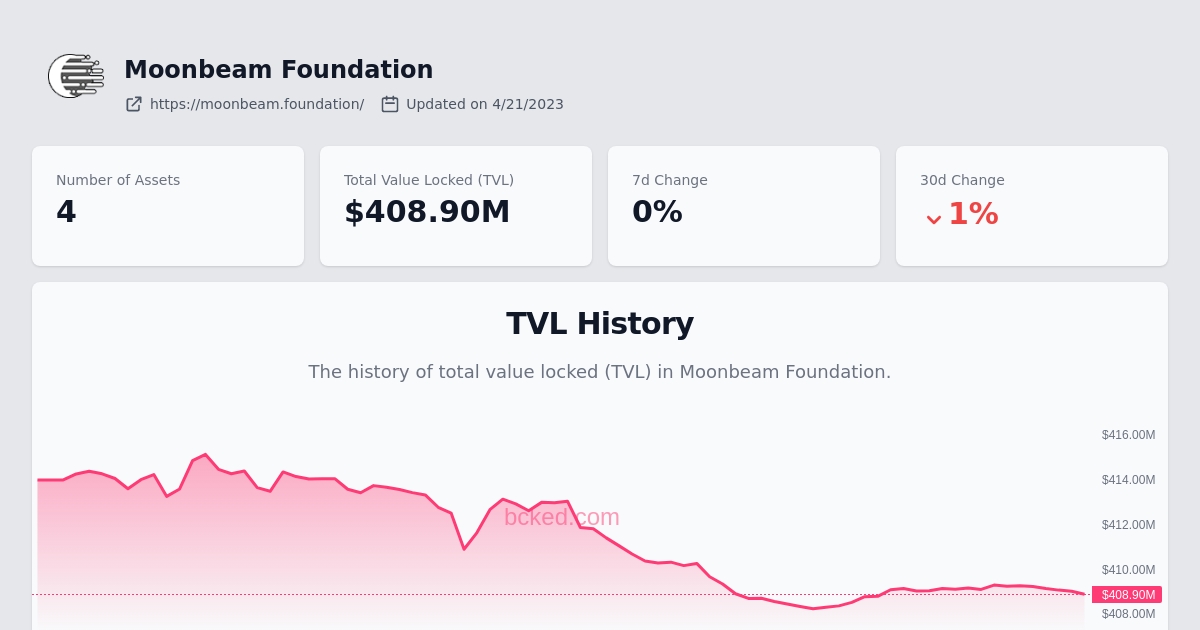 Moonbeam Foundation
https://moonbeam.foundation/ Updated on 4/21/2023
Number of Assets
4
Total Value Locked (TVL)
$408.90M
7d Change
0%
30d Change
1%
TVL History
The history of total value locked (TVL) in Moonbeam Foundation.
$416.00M
$414.00M
$412.00M
bcked.com
$410.00M
$408.90M
$408.00M